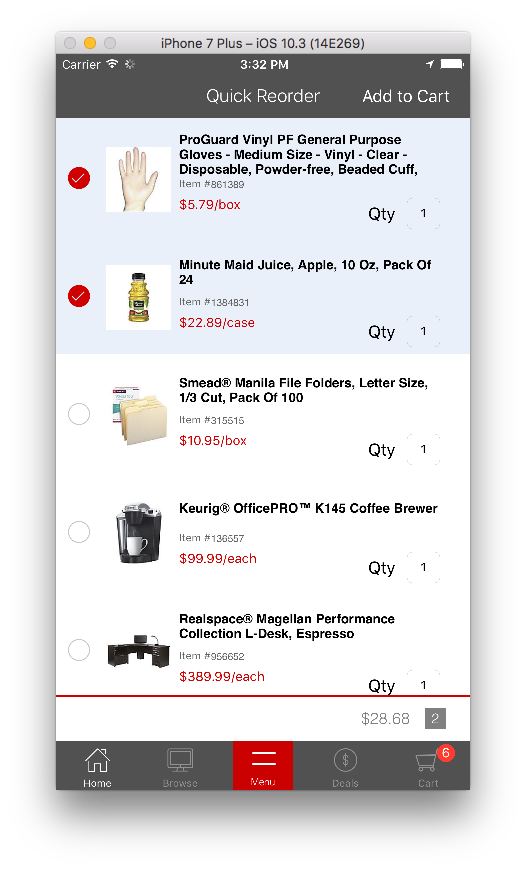 iPhone 7 Plus – iOS 10.3 (14E269)
Carrier 3:32 PM
Quick Reorder Add to Cart
ProGuard Vinyl PF General Purpose
Gloves - Medium Size - Vinyl - Clear -
Disposable, Powder-free, Beaded Cuff,
Item #861389
$5.79/box
Qty 1
Minute Maid Juice, Apple, 10 Oz, Pack Of
24
Item #1384831
$22.89/case
Qty 1
Smead® Manila File Folders, Letter Size,
1/3 Cut, Pack Of 100
Item #315515
$10.95/box
Qty 1
Keurig® OfficePRO™ K145 Coffee Brewer
Item #136557
$99.99/each
Qty 1
Realspace® Magellan Performance
Collection L-Desk, Espresso
Item #956652
$389.99/each
Qty 1
$28.68 2
Home Browse Menu Deals Cart 6